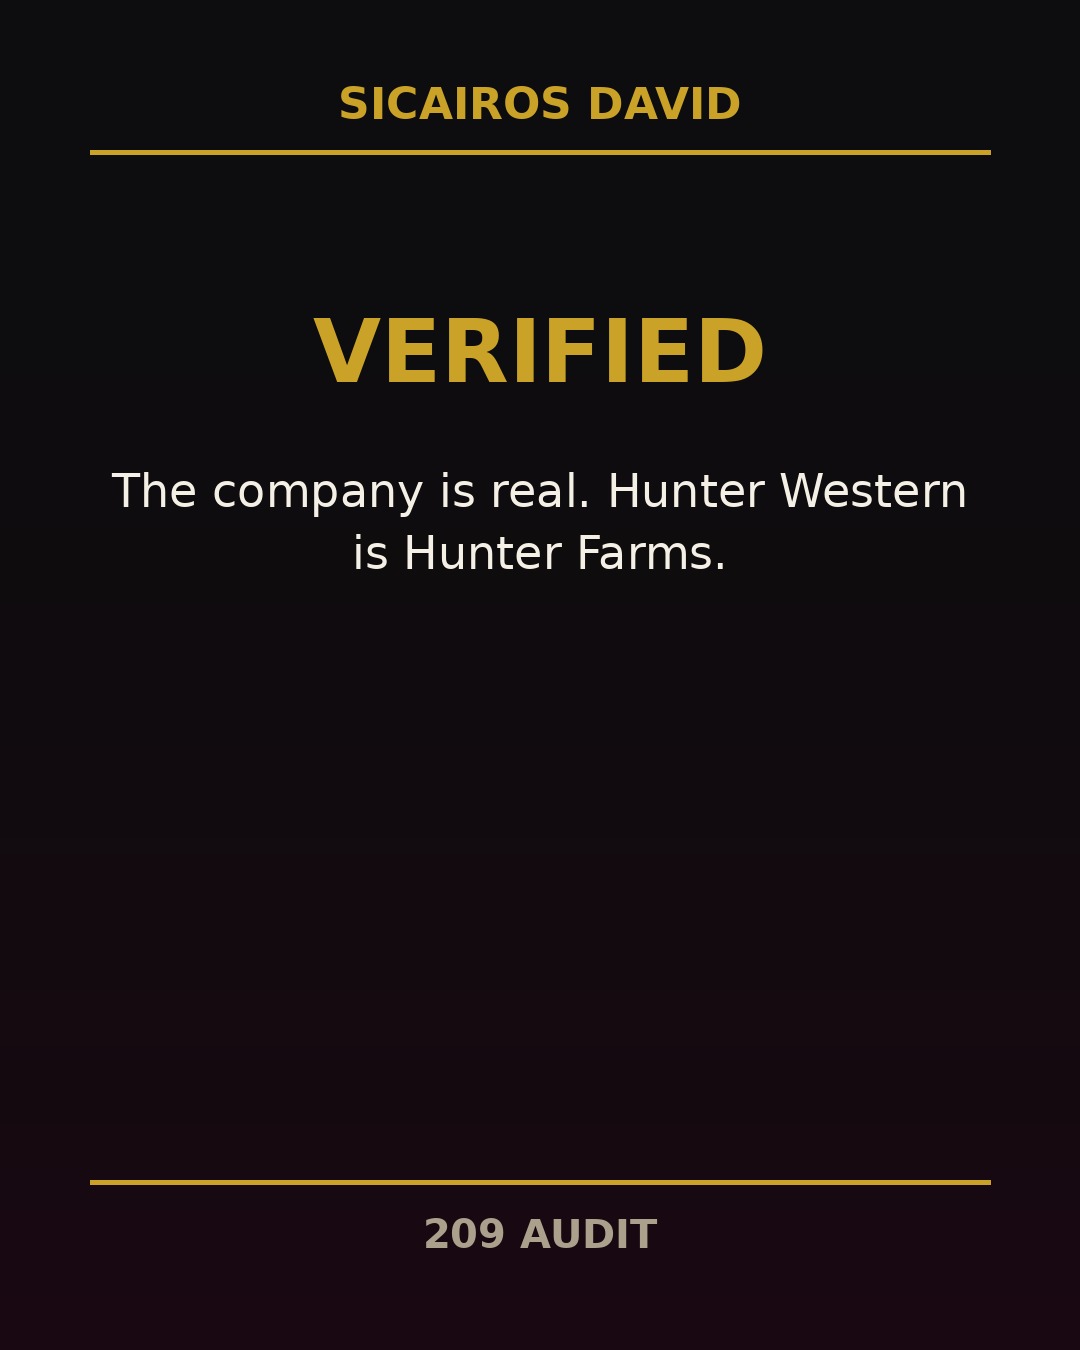 SICAIROS DAVID
VERIFIED
The company is real. Hunter Western
is Hunter Farms.
209 AUDIT